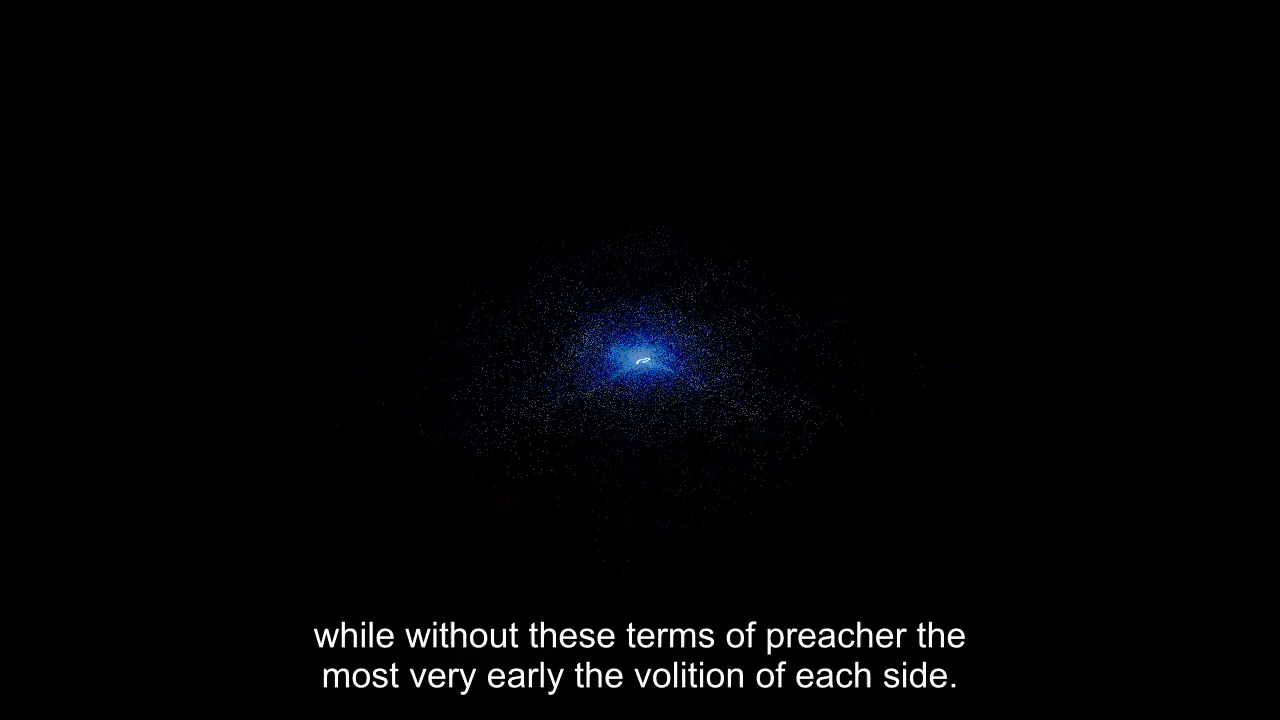 while without these terms of preacher the
most very early the volition of each side.